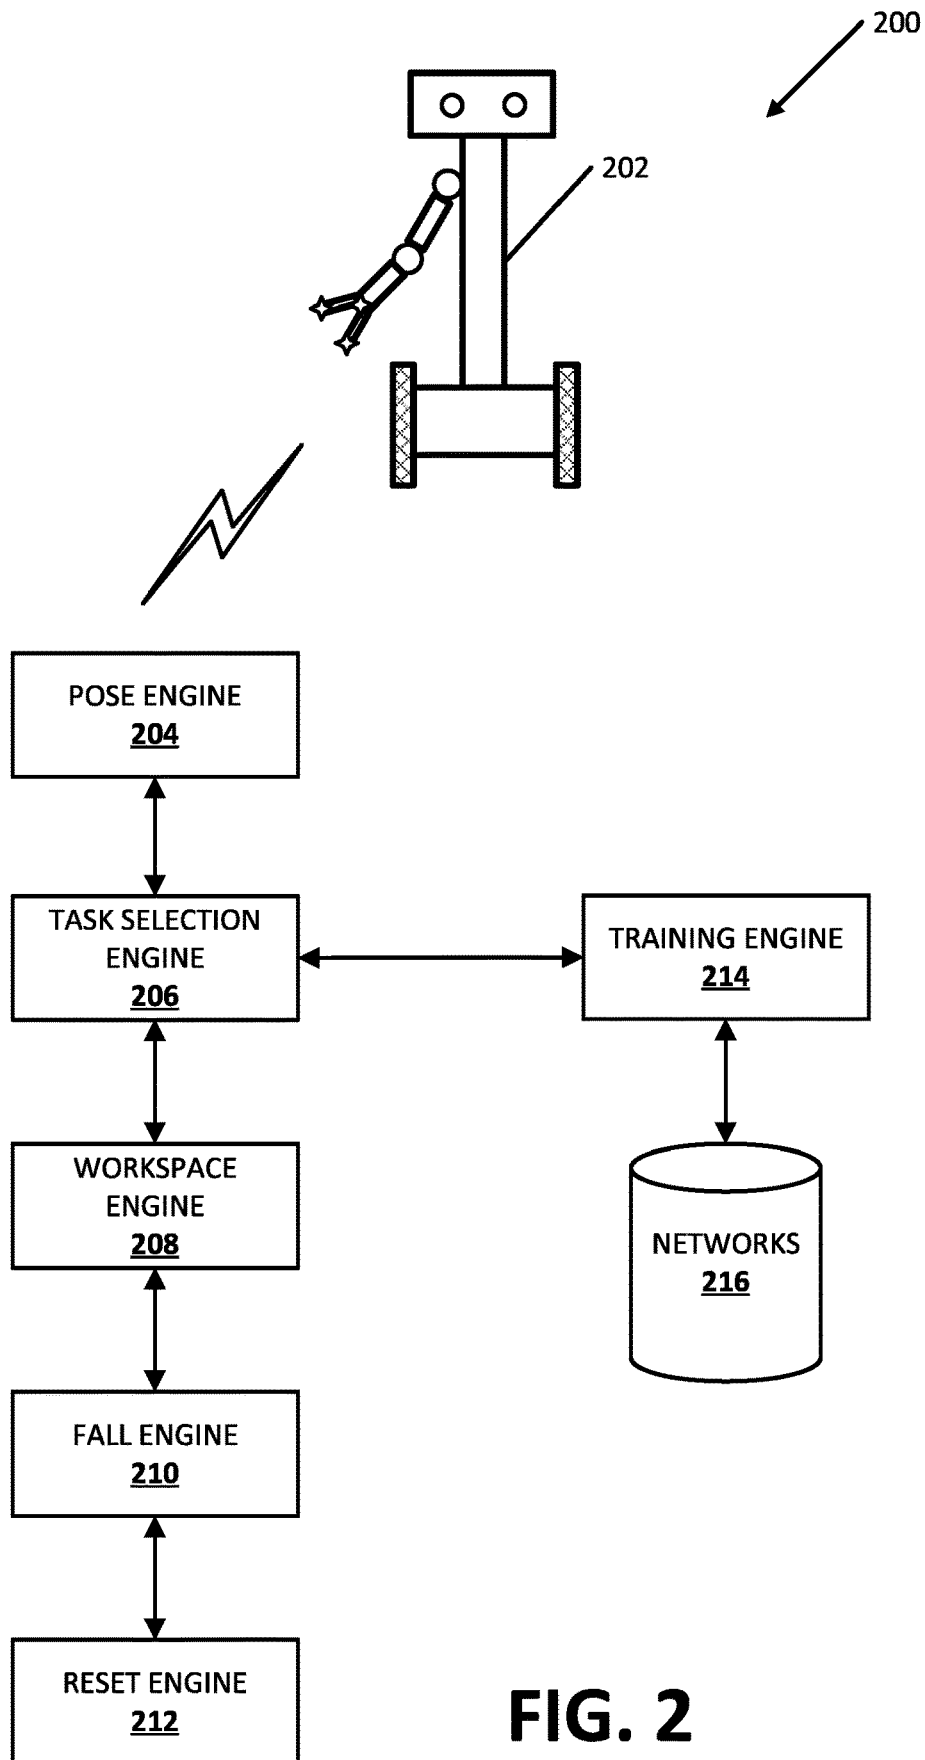 200
202
POSE ENGINE
204
TASK SELECTION
ENGINE
206
TRAINING ENGINE
214
WORKSPACE
ENGINE
208
NETWORKS
216
FALL ENGINE
210
RESET ENGINE
212
FIG. 2